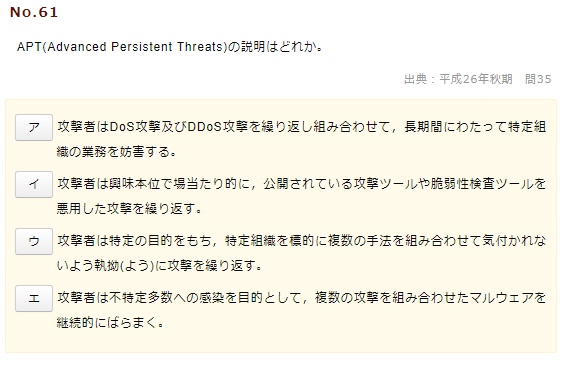 No.61
APT(Advanced Persistent Threats)の説明はどれか。
出典：平成26年秋期　問35
ア 攻撃者はDoS攻撃及びDDoS攻撃を繰り返し組み合わせて，長期間にわたって特定組
織の業務を妨害する。
イ 攻撃者は興味本位で場当たり的に，公開されている攻撃ツールや脆弱性検査ツールを
悪用した攻撃を繰り返す。
ウ 攻撃者は特定の目的をもち，特定組織を標的に複数の手法を組み合わせて気付かれな
いよう執拗(よう)に攻撃を繰り返す。
エ 攻撃者は不特定多数への感染を目的として，複数の攻撃を組み合わせたマルウェアを
継続的にばらまく。